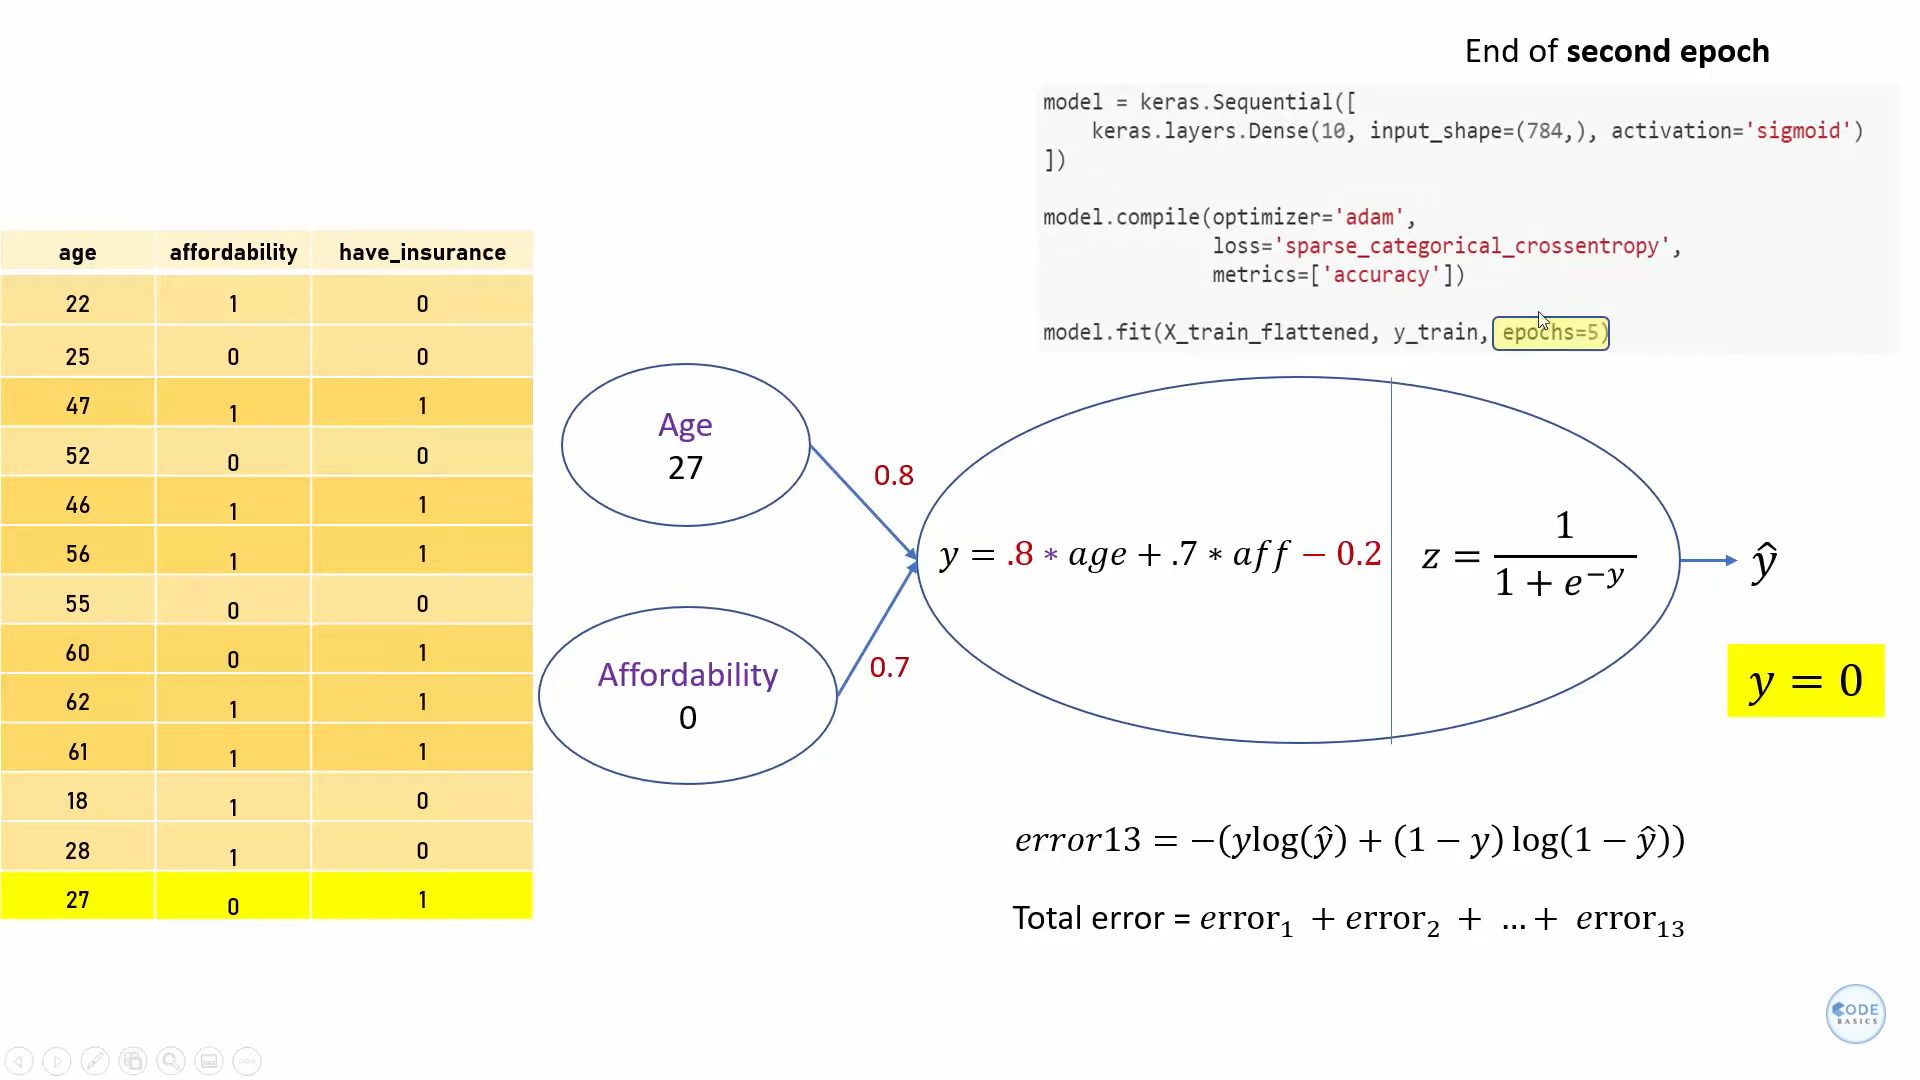 End of second epoch
model = keras.Sequential([
    keras.layers.Dense(10, input_shape=(784,), activation='sigmoid')
])
model.compile(optimizer='adam',
              loss='sparse_categorical_crossentropy',
              metrics=['accuracy'])
model.fit(X_train_flattened, y_train, epochs=5)
age affordability have_insurance
22 1 0
25 0 0
47 1 1
52 0 0
46 1 1
56 1 1
55 0 0
60 0 1
62 1 1
61 1 1
18 1 0
28 1 0
27 0 1
Age
27
0.8
Affordability
0
0.7
y = .8 * age + .7 * aff − 0.2
z = 1 / (1 + e^−y)
ŷ
y = 0
error13 = −(ylog(ŷ) + (1 − y) log(1 − ŷ))
Total error = error₁ + error₂ + ...+ error₁₃
CODE
BASICS